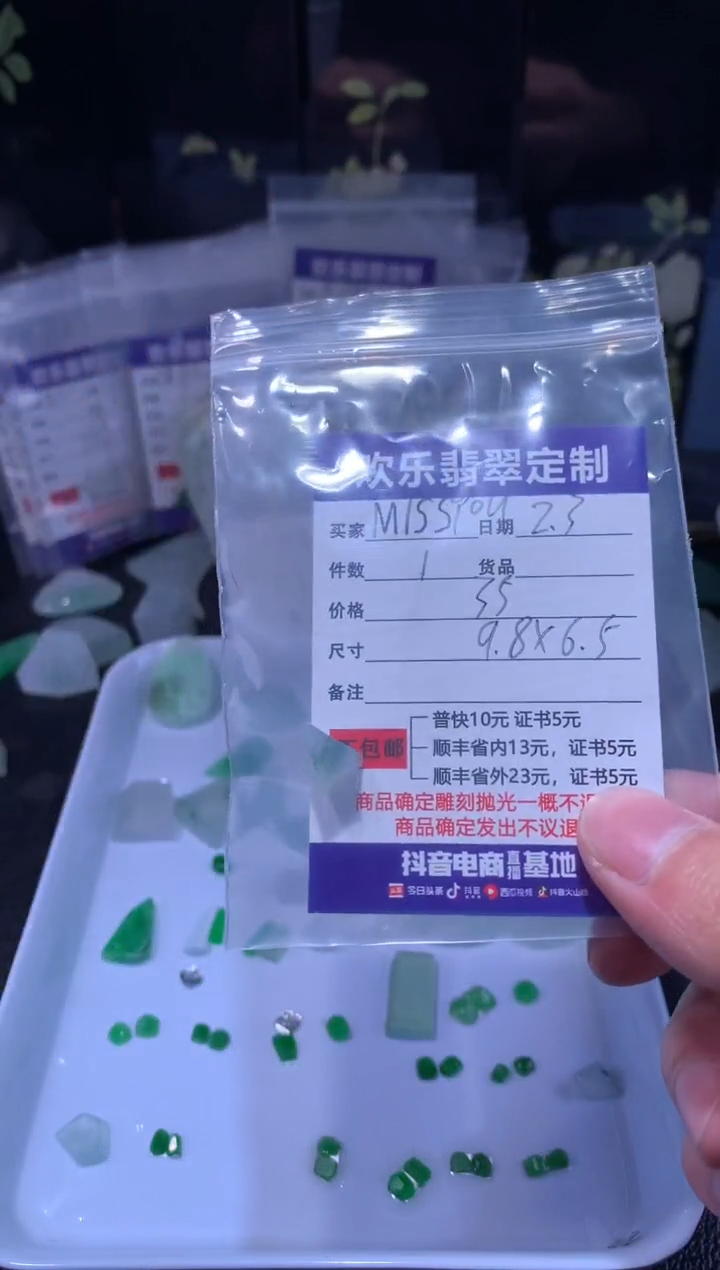 欢乐翡翠定制
买家 MISSYOU 日期 2.3
件数 1 货品
价格 55
尺寸 9.8X6.5
备注
包邮
普快10元 证书5元
顺丰省内13元，证书5元
顺丰省外23元，证书5元
商品确定雕刻抛光一概不
商品确定发出不议退
抖音电商直播基地
今日头条 抖音 西瓜视频 抖音火山